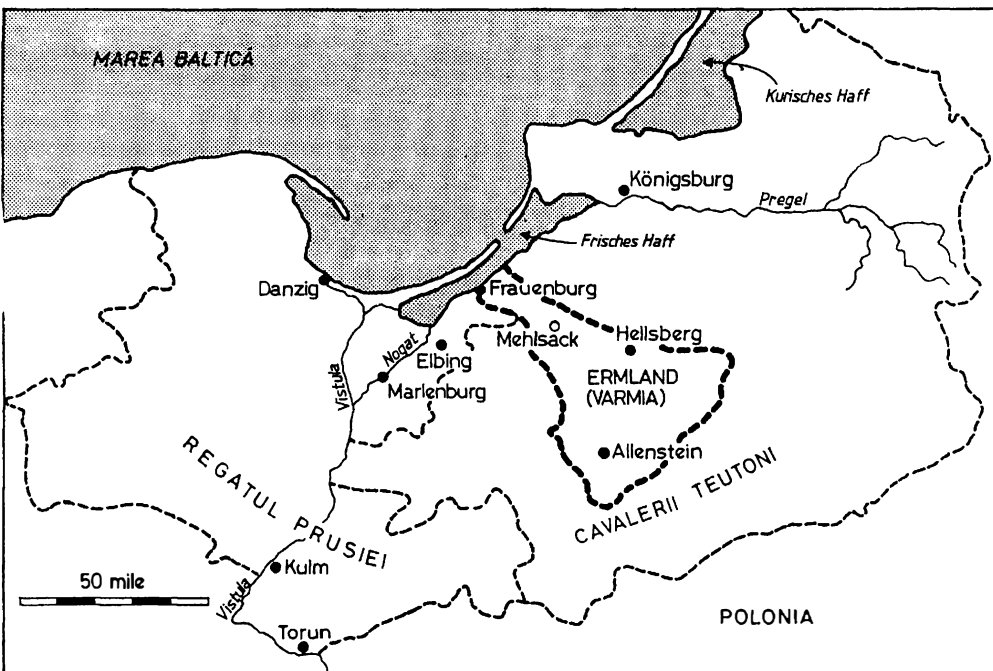 MAREA BALTICĂ
Kurisches Haff
Königsburg
Pregel
Frisches Haff
Danzig
Frauenburg
Mehlsack
Heilsberg
Nogat
Elbing
Marienburg
Vistula
ERMLAND
(VARMIA)
Allenstein
REGATUL PRUSIEI
CAVALERII TEUTONI
Kulm
50 mile
Vistula
Torun
POLONIA